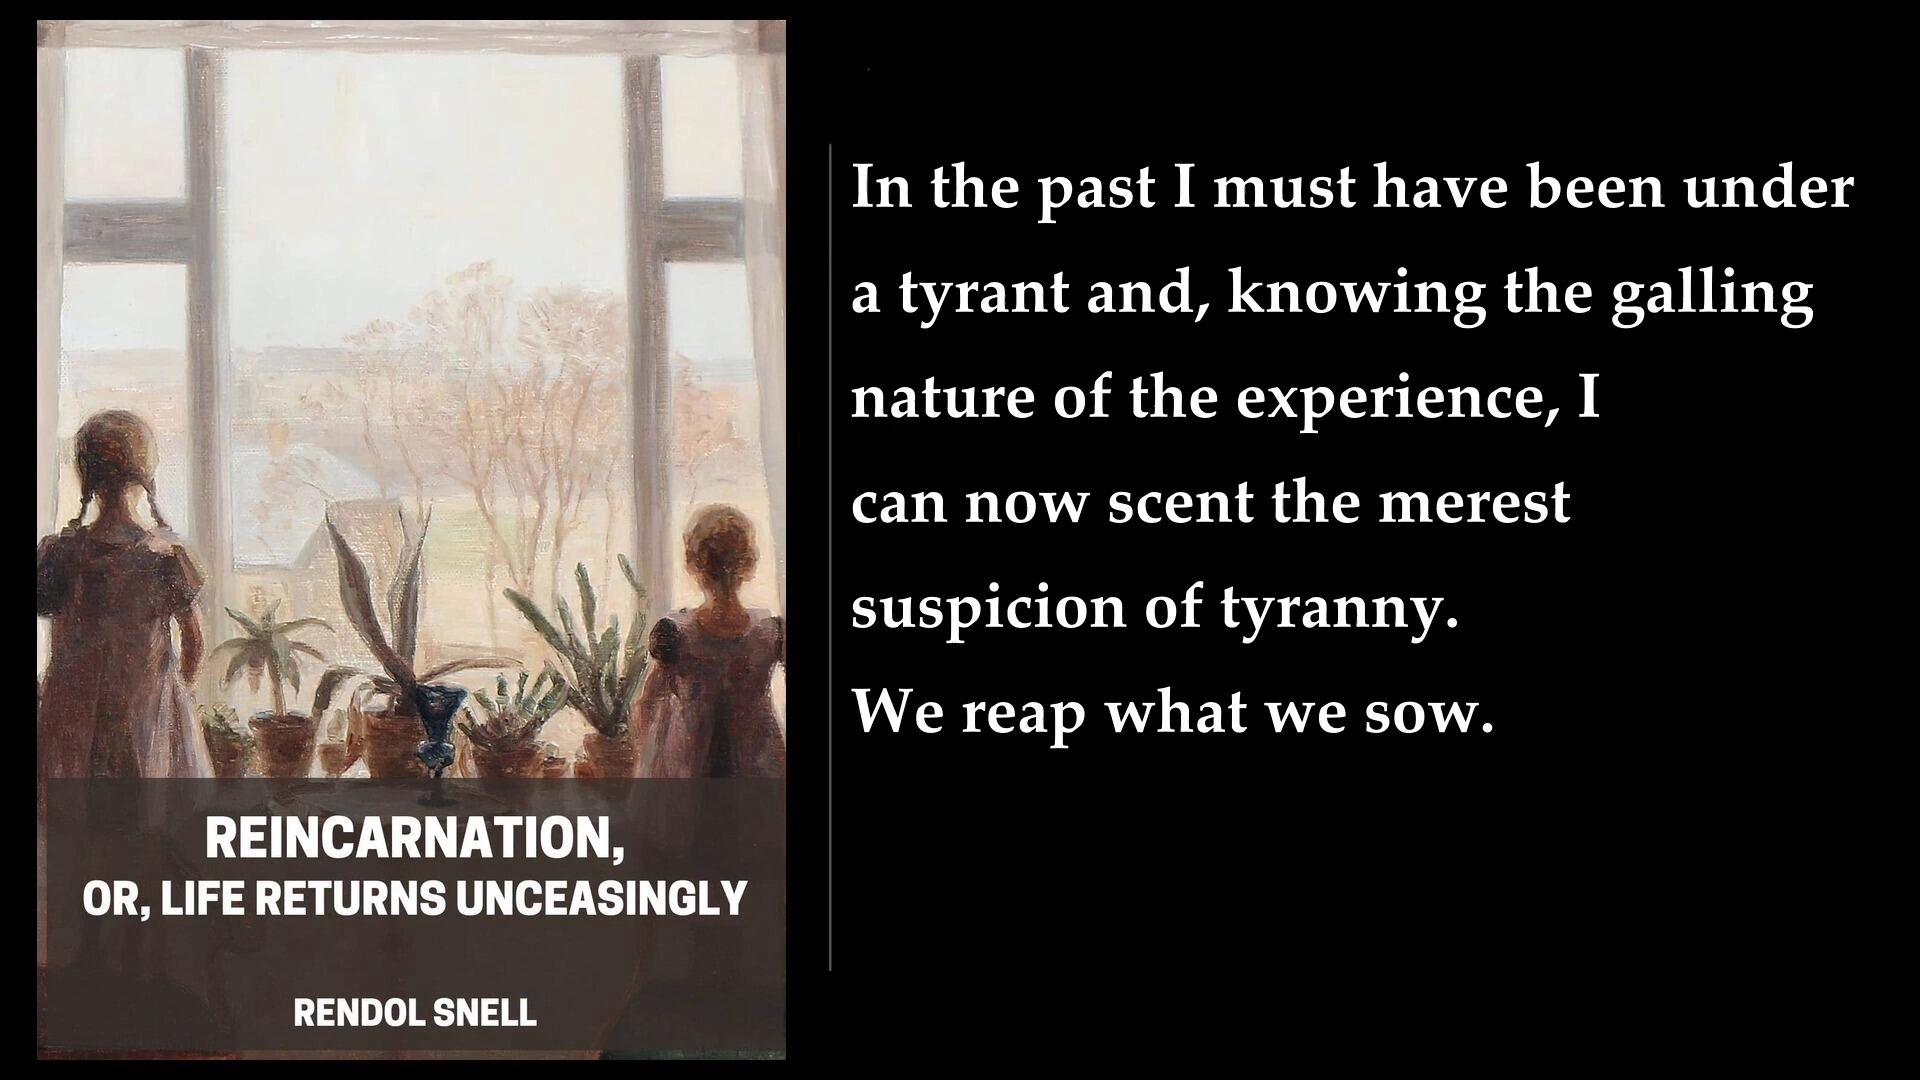 REINCARNATION,
OR, LIFE RETURNS UNCEASINGLY
RENDOL SNELL
In the past I must have been under
a tyrant and, knowing the galling
nature of the experience, I
can now scent the merest
suspicion of tyranny.
We reap what we sow.